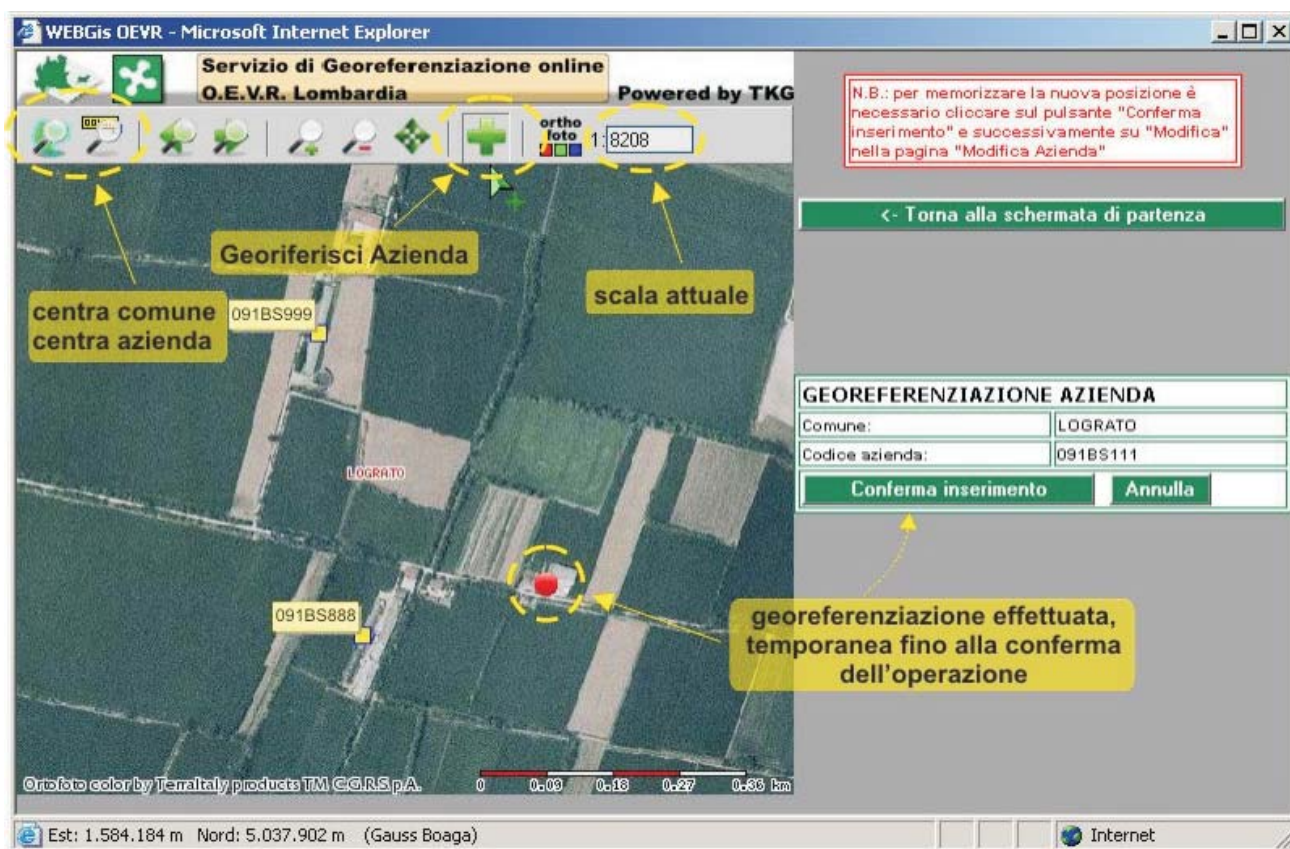 WEBGis OEVR - Microsoft Internet Explorer
Servizio di Georeferenziazione online
O.E.V.R. Lombardia
Powered by TKG
ortho
foto
1: 8208
N.B.: per memorizzare la nuova posizione è
necessario cliccare sul pulsante "Conferma
inserimento" e successivamente su "Modifica"
nella pagina "Modifica Azienda"
<- Torna alla schermata di partenza
Georiferisci Azienda
scala attuale
centra comune
centra azienda
091BS999
LOGRATO
091BS888
GEOREFERENZIAZIONE AZIENDA
Comune: LOGRATO
Codice azienda: 091BS111
Conferma inserimento Annulla
georeferenziazione effettuata,
temporanea fino alla conferma
dell'operazione
Ortofoto color by TerraItaly products TM C.G.R.S.p.A.
0 0.09 0.18 0.27 0.36 km
Est: 1.584.184 m Nord: 5.037.902 m (Gauss Boaga)
Internet